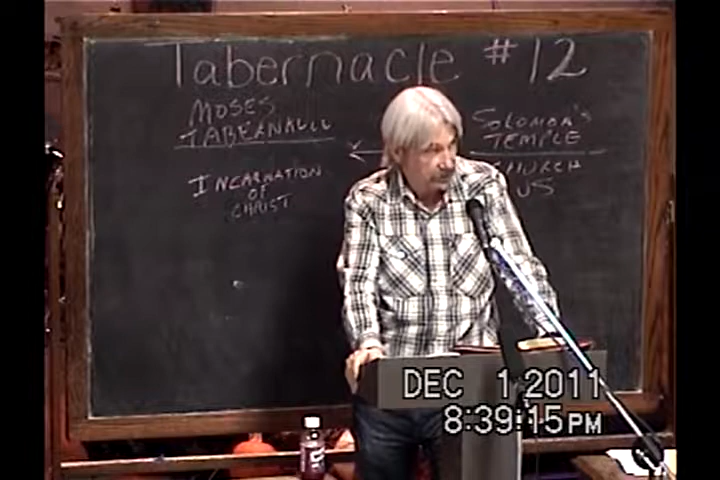 Tabernacle #12
MOSES
TABERNACLE
SOLOMON'S
TEMPLE
INCARNATION
OF
CHRIST
CHURCH
US
DEC 1 2011
8:39:15 PM